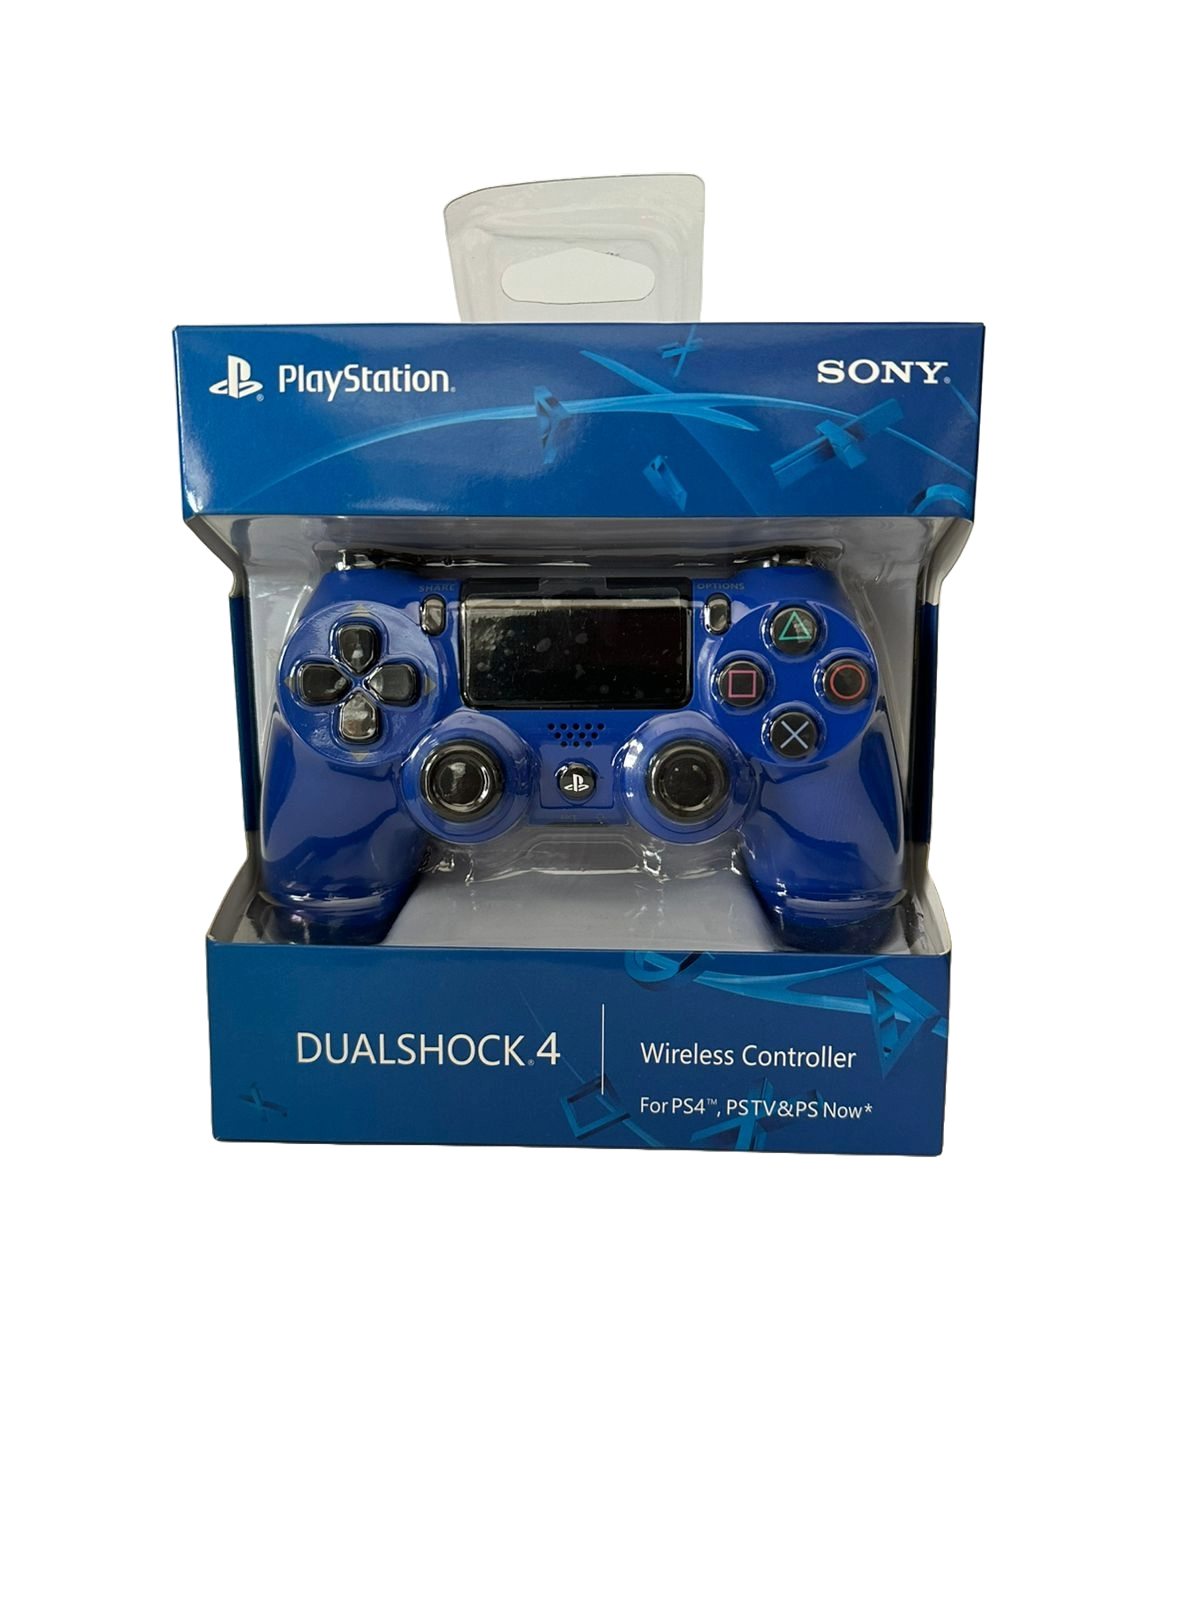 PlayStation®
SONY®
SHARE
OPTIONS
DUALSHOCK®4
Wireless Controller
For PS4™, PSTV&PS Now*